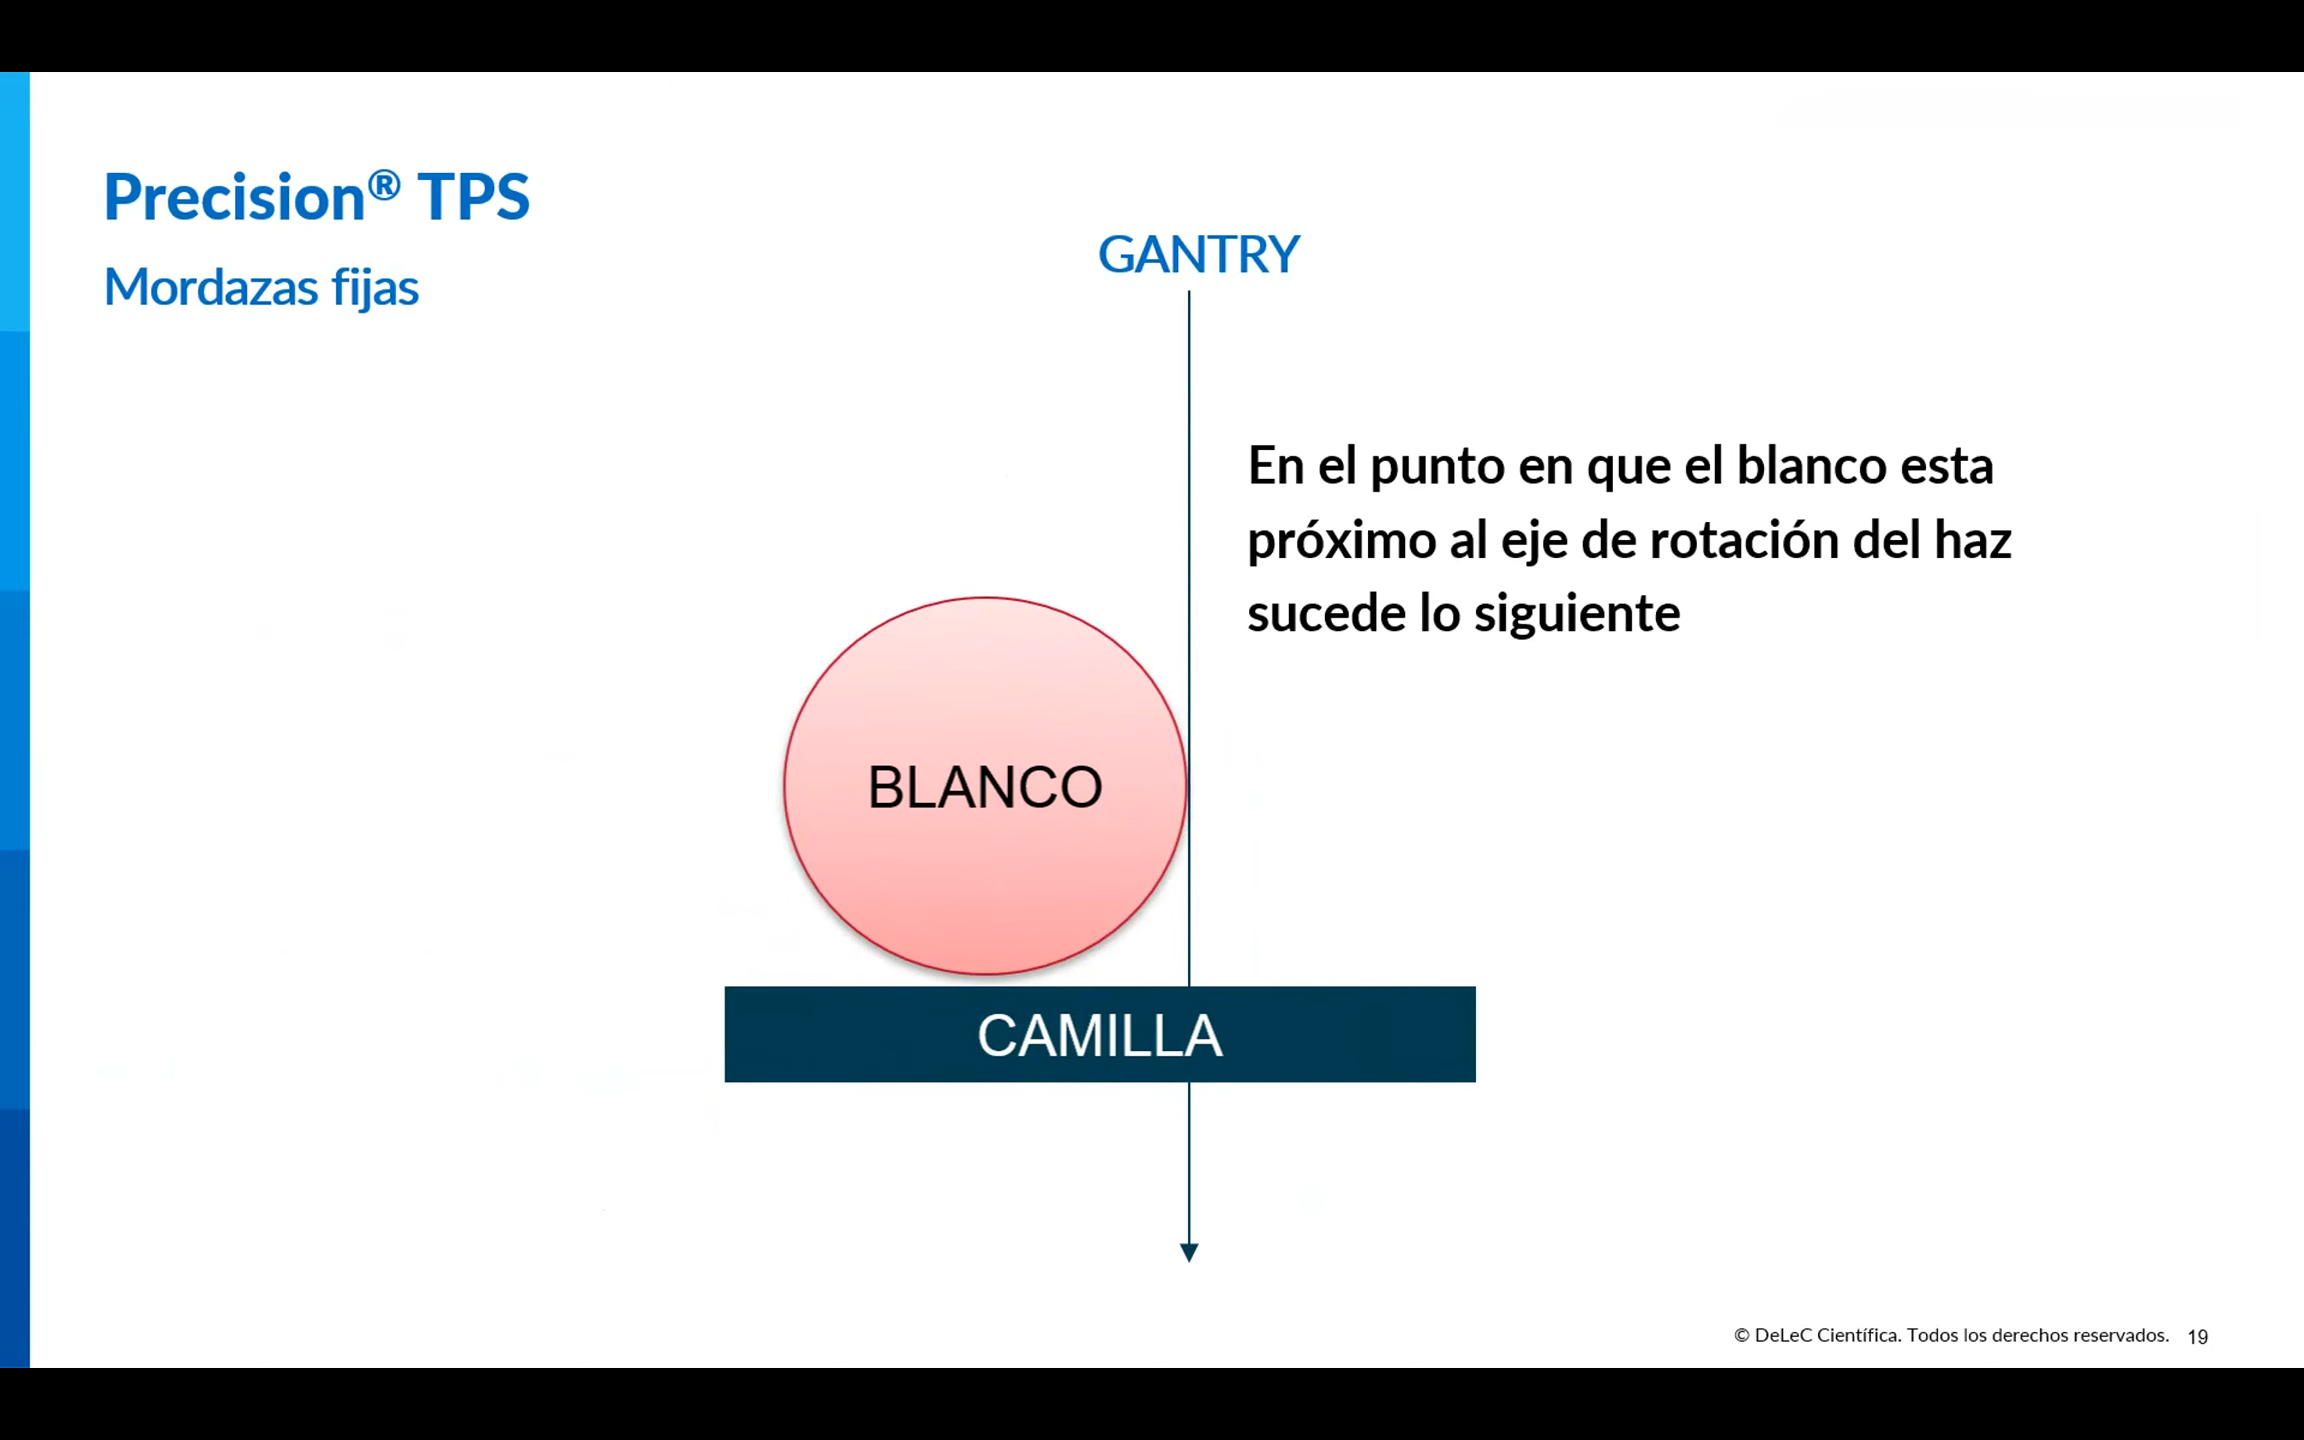 Precision® TPS
Mordazas fijas
GANTRY
En el punto en que el blanco esta
próximo al eje de rotación del haz
sucede lo siguiente
BLANCO
CAMILLA
© DeLeC Científica. Todos los derechos reservados. 19